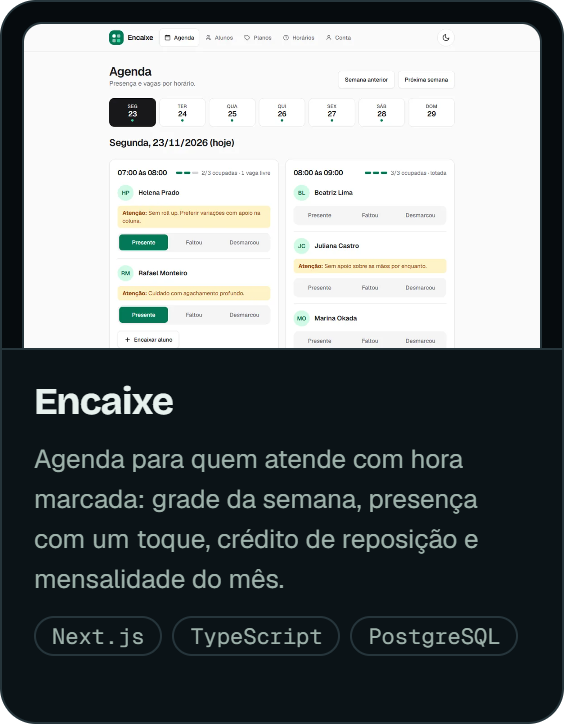 Encaixe Agenda Alunos Planos Horários Conta
Agenda
Presença e vagas por horário.
Semana anterior Próxima semana
SEG TER QUA QUI SEX SÁB DOM
23 24 25 26 27 28 29
Segunda, 23/11/2026 (hoje)
07:00 às 08:00 2/3 ocupadas · 1 vaga livre
HP Helena Prado
Atenção: Sem roll up. Preferir variações com apoio na
coluna.
Presente Faltou Desmarcou
RM Rafael Monteiro
Atenção: Cuidado com agachamento profundo.
Presente Faltou Desmarcou
+ Encaixar aluno
08:00 às 09:00 3/3 ocupadas · lotada
BL Beatriz Lima
Presente Faltou Desmarcou
JC Juliana Castro
Atenção: Sem apoio sobre as mãos por enquanto.
Presente Faltou Desmarcou
MO Marina Okada
Presente Faltou Desmarcou
Encaixe
Agenda para quem atende com hora
marcada: grade da semana, presença
com um toque, crédito de reposição e
mensalidade do mês.
Next.js TypeScript PostgreSQL